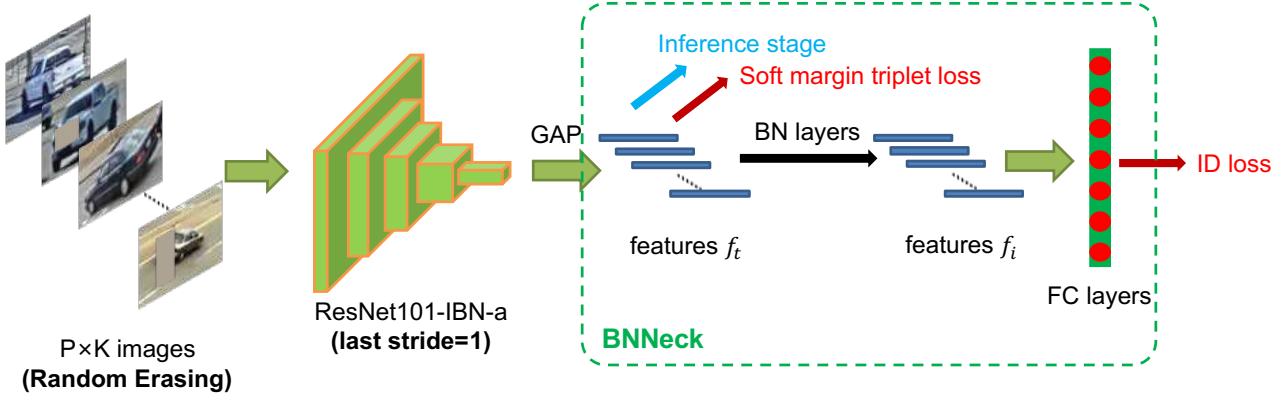 Inference stage
Soft margin triplet loss
GAP
BN layers
ID loss
features f_t
features f_i
FC layers
ResNet101-IBN-a
(last stride=1)
BNNeck
P×K images
(Random Erasing)